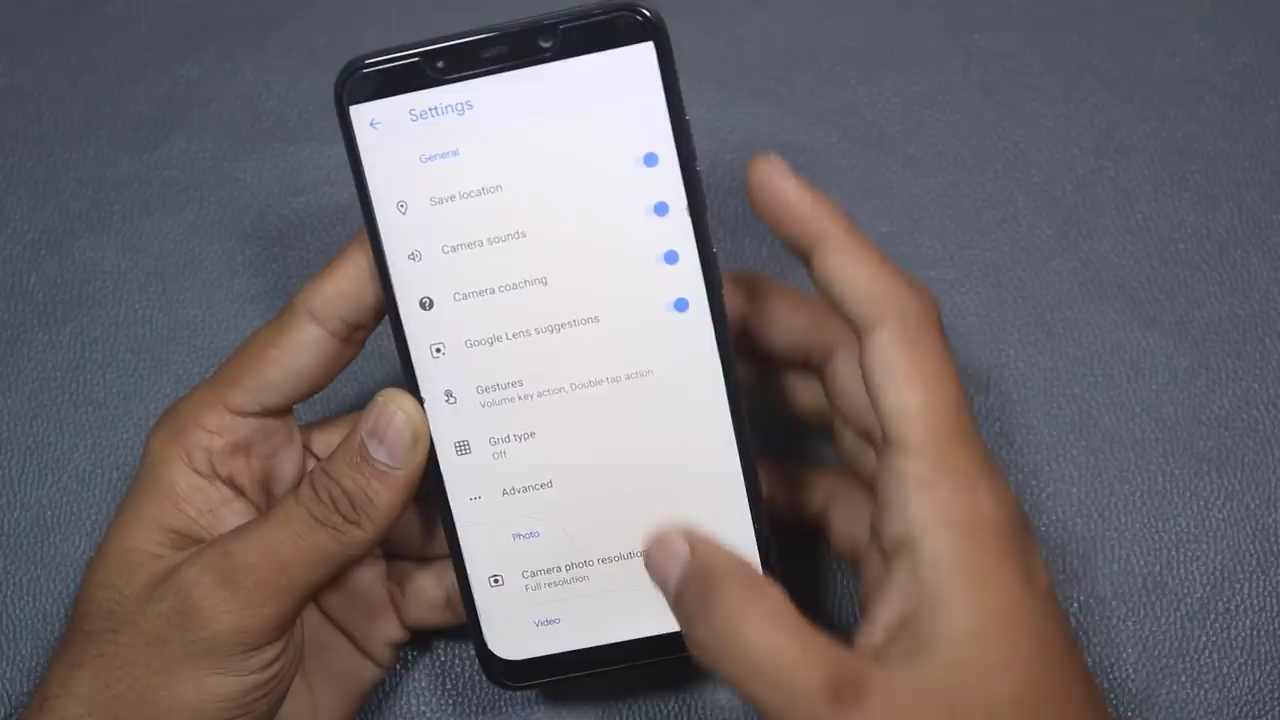 Settings
General
Save location
Camera sounds
Camera coaching
Google Lens suggestions
Gestures
Volume key action, Double-tap action
Grid type
Off
Advanced
Photo
Camera photo resolution
Full resolution
Video